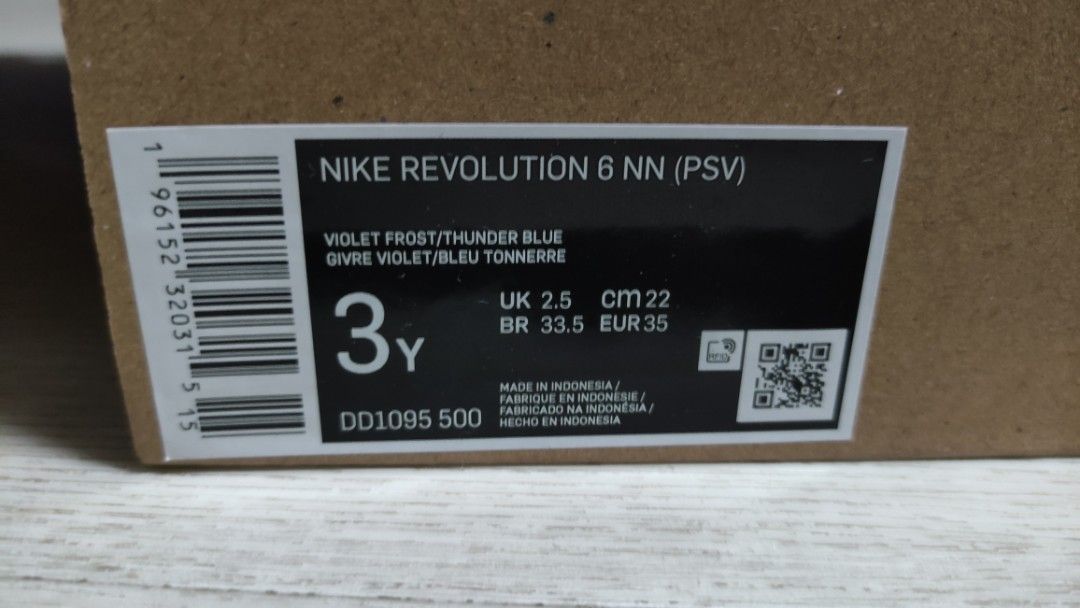 NIKE REVOLUTION 6 NN (PSV)
VIOLET FROST/THUNDER BLUE
GIVRE VIOLET/BLEU TONNERRE
3Y
UK 2.5 cm 22
BR 33.5 EUR 35
RFID
DD1095 500
MADE IN INDONESIA /
FABRIQUE EN INDONESIE /
FABRICADO NA INDONÉSIA /
HECHO EN INDONESIA
1 96152 32031 5 15